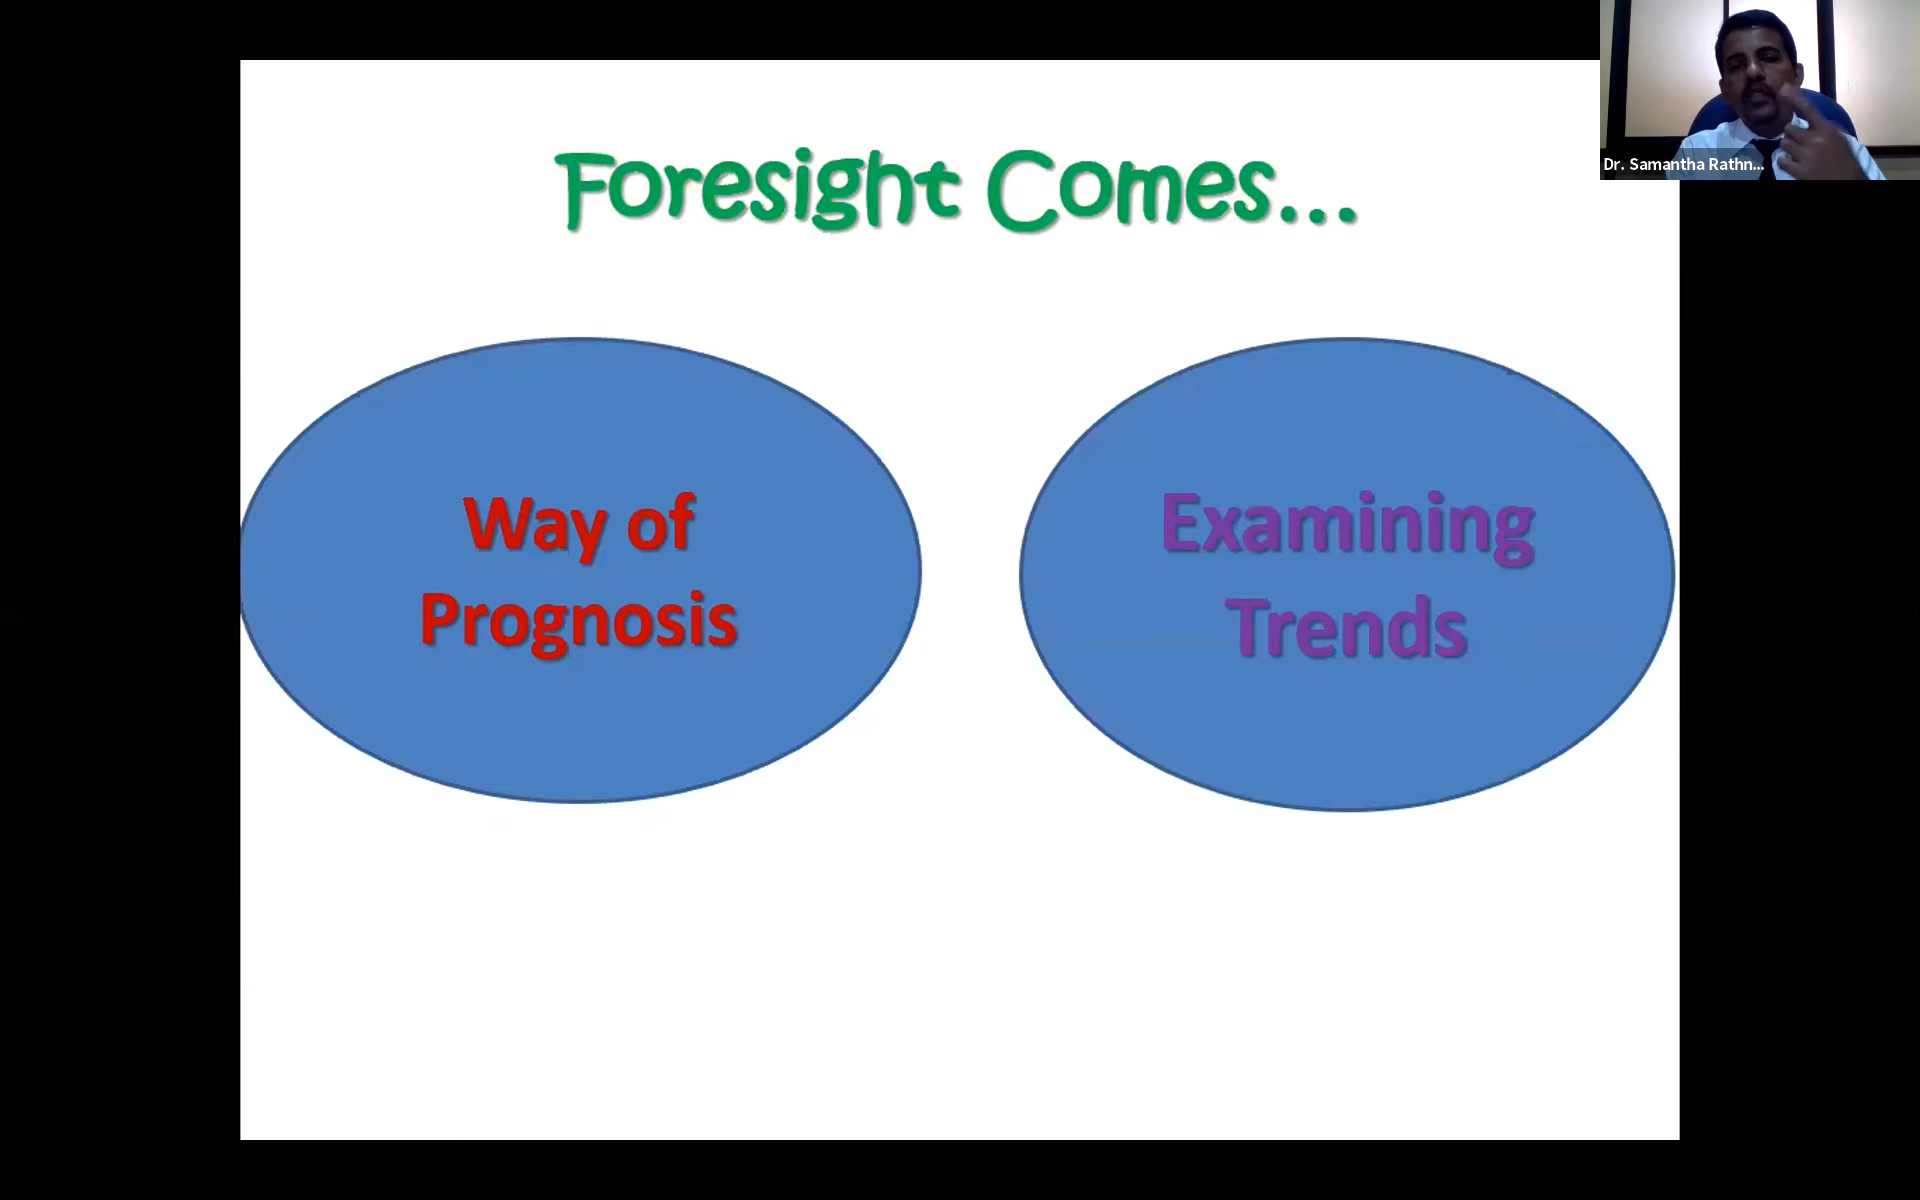 Foresight Comes...
Way of
Prognosis
Examining
Trends
Dr. Samantha Rathn...